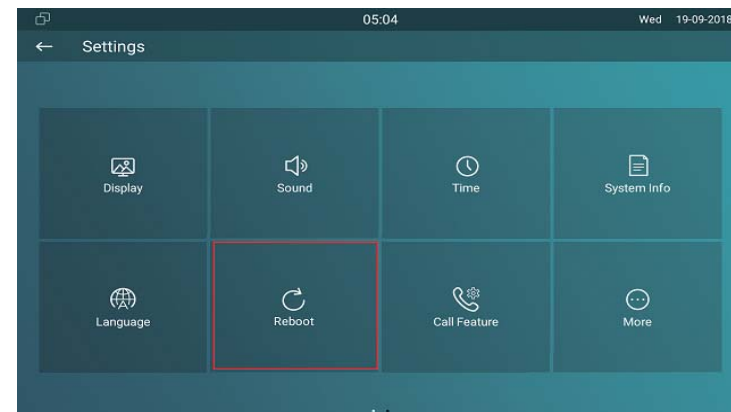 05:04 Wed 19-09-2018
Settings
Display Sound Time System Info
Language Reboot Call Feature More